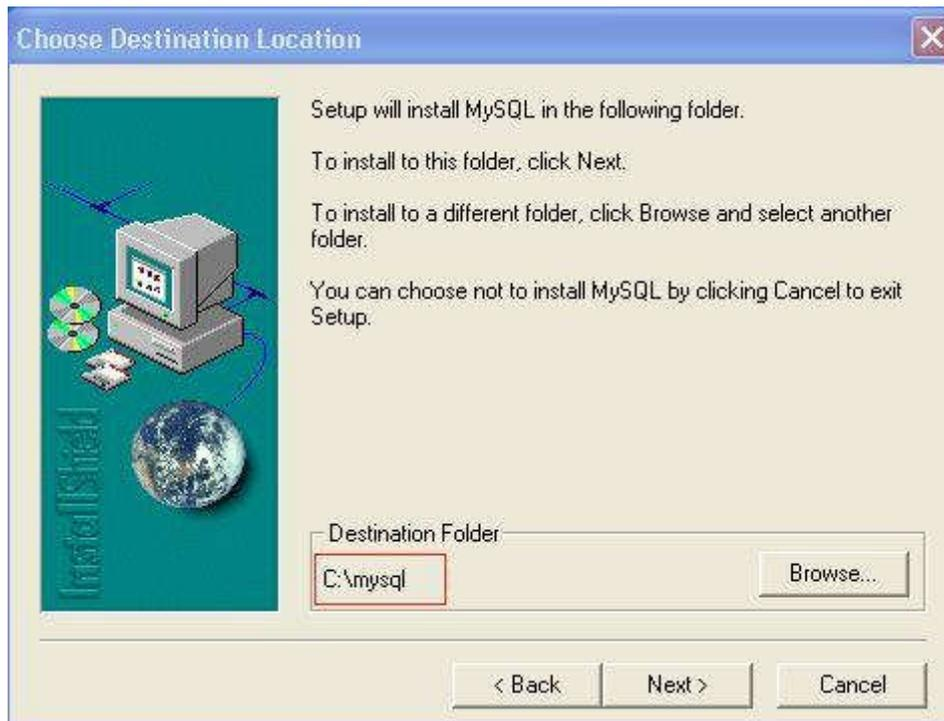 Choose Destination Location
Setup will install MySQL in the following folder.
To install to this folder, click Next.
To install to a different folder, click Browse and select another
folder.
You can choose not to install MySQL by clicking Cancel to exit
Setup.
InstallShield
Destination Folder
C:\mysql
Browse...
< Back
Next >
Cancel